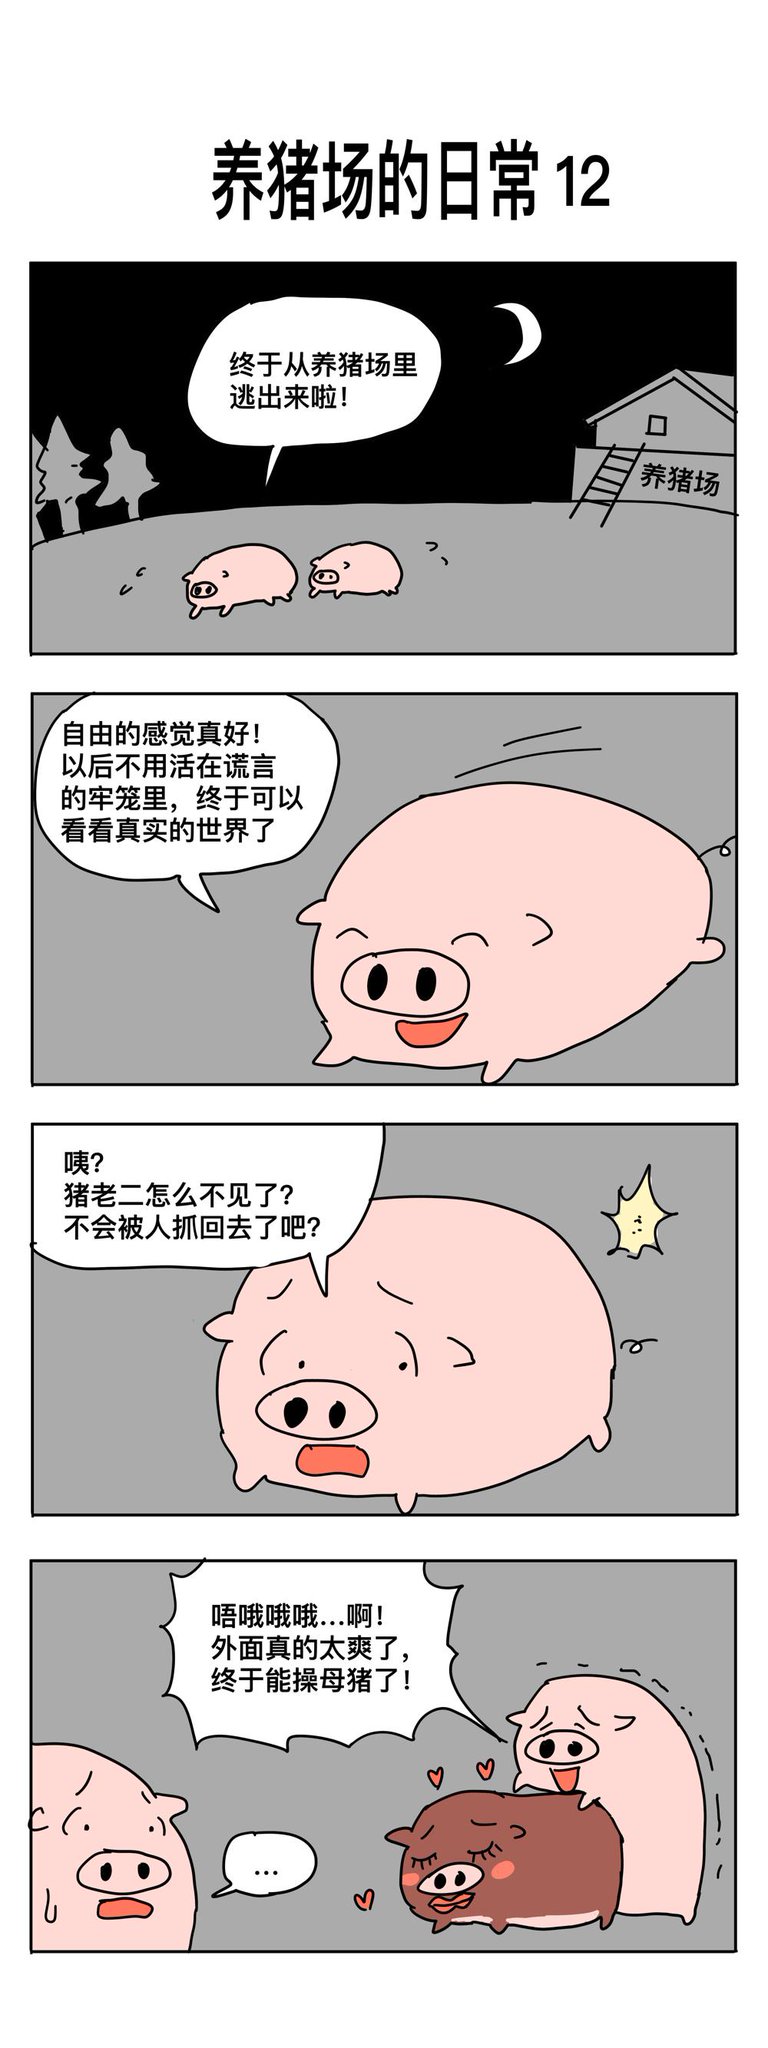 养猪场的日常 12
终于从养猪场里
逃出来啦！
养猪场
自由的感觉真好！
以后不用活在谎言
的牢笼里，终于可以
看看真实的世界了
咦？
猪老二怎么不见了？
不会被人抓回去了吧？
唔哦哦哦…啊！
外面真的太爽了，
终于能操母猪了！
…